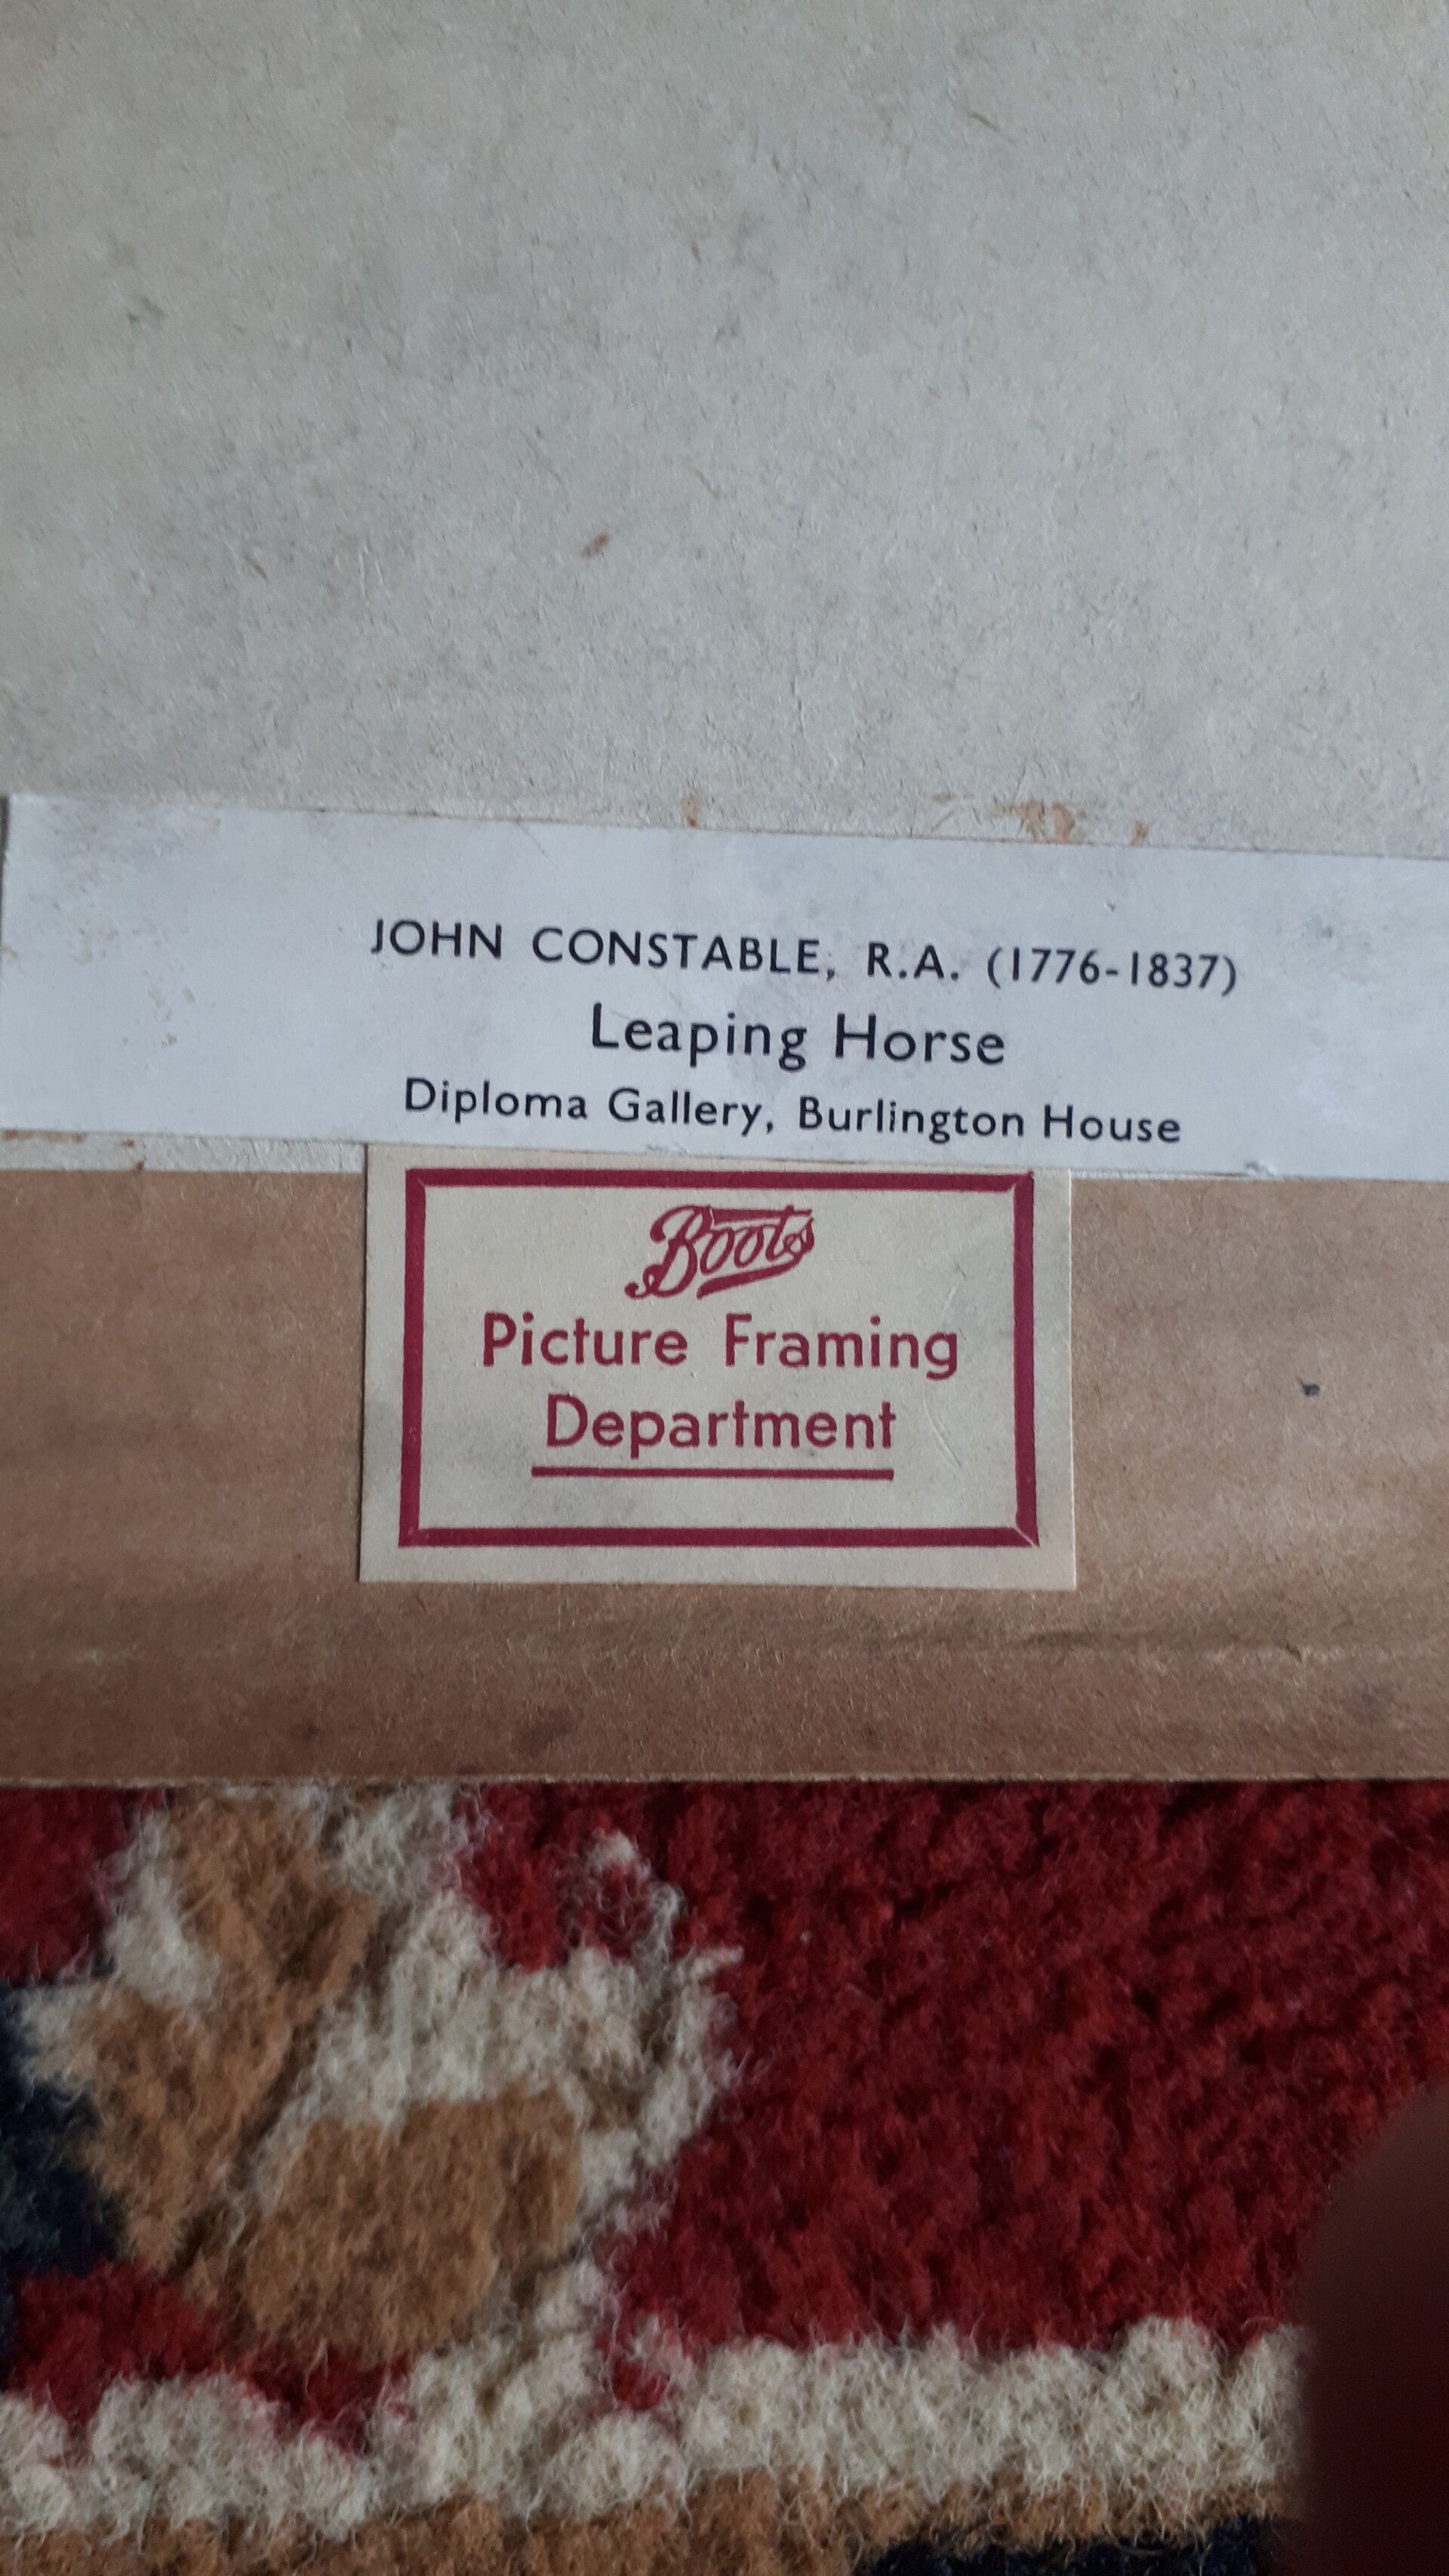 JOHN CONSTABLE, R.A. (1776-1837)
Leaping Horse
Diploma Gallery, Burlington House
Boots
Picture Framing
Department